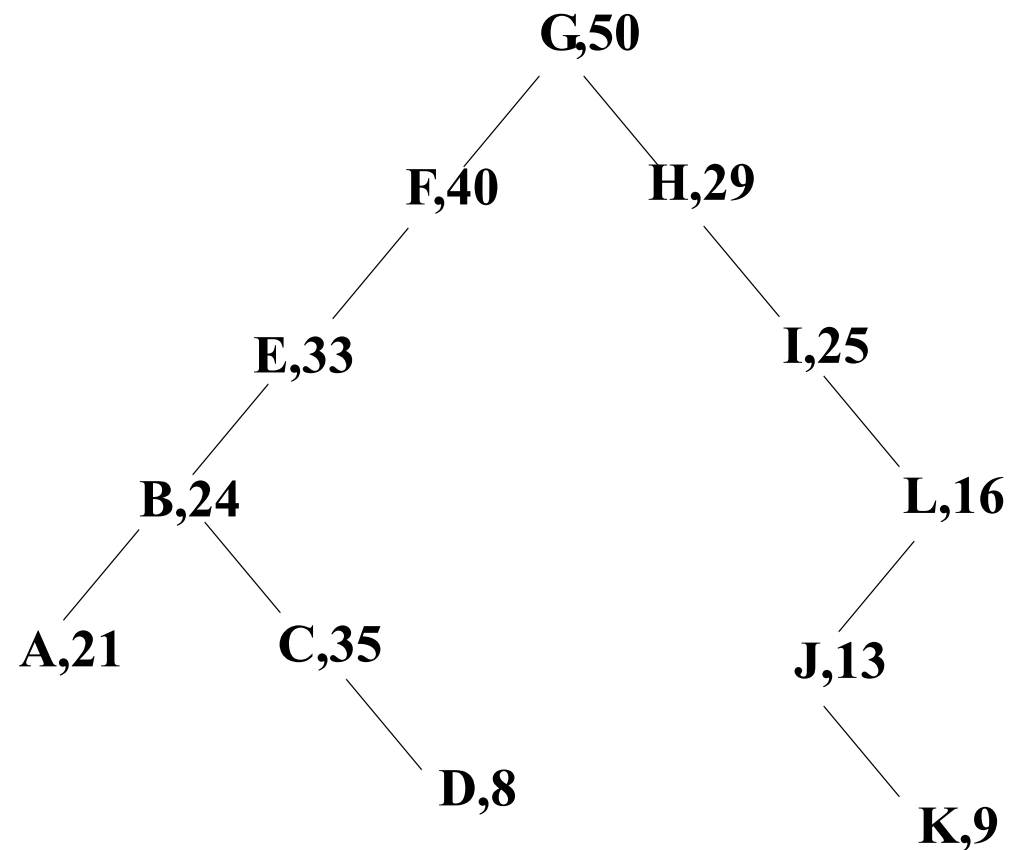 G,50
F,40
H,29
E,33
I,25
B,24
L,16
A,21
C,35
J,13
D,8
K,9